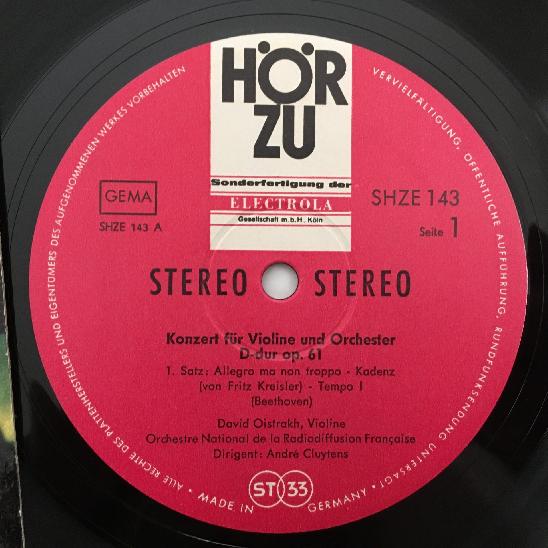 HÖR
ZU
Sonderfertigung der
ELECTROLA
Gesellschaft m.b.H. Köln
GEMA
SHZE 143 A
SHZE 143
Seite 1
STEREO STEREO
Konzert für Violine und Orchester
D-dur op. 61
1. Satz: Allegro ma non troppo - Kadenz
(von Fritz Kreisler) - Tempo I
(Beethoven)
David Oistrakh, Violine
Orchestre National de la Radiodiffusion Française
Dirigent: André Cluytens
ST 33
MADE IN GERMANY
• ALLE RECHTE DES PLATTENHERSTELLERS UND EIGENTÜMERS DES AUFGENOMMENEN WERKES VORBEHALTEN
VERVIELFÄLTIGUNG, ÖFFENTLICHE AUFFÜHRUNG, RUNDFUNKSENDUNG UNTERSAGT •